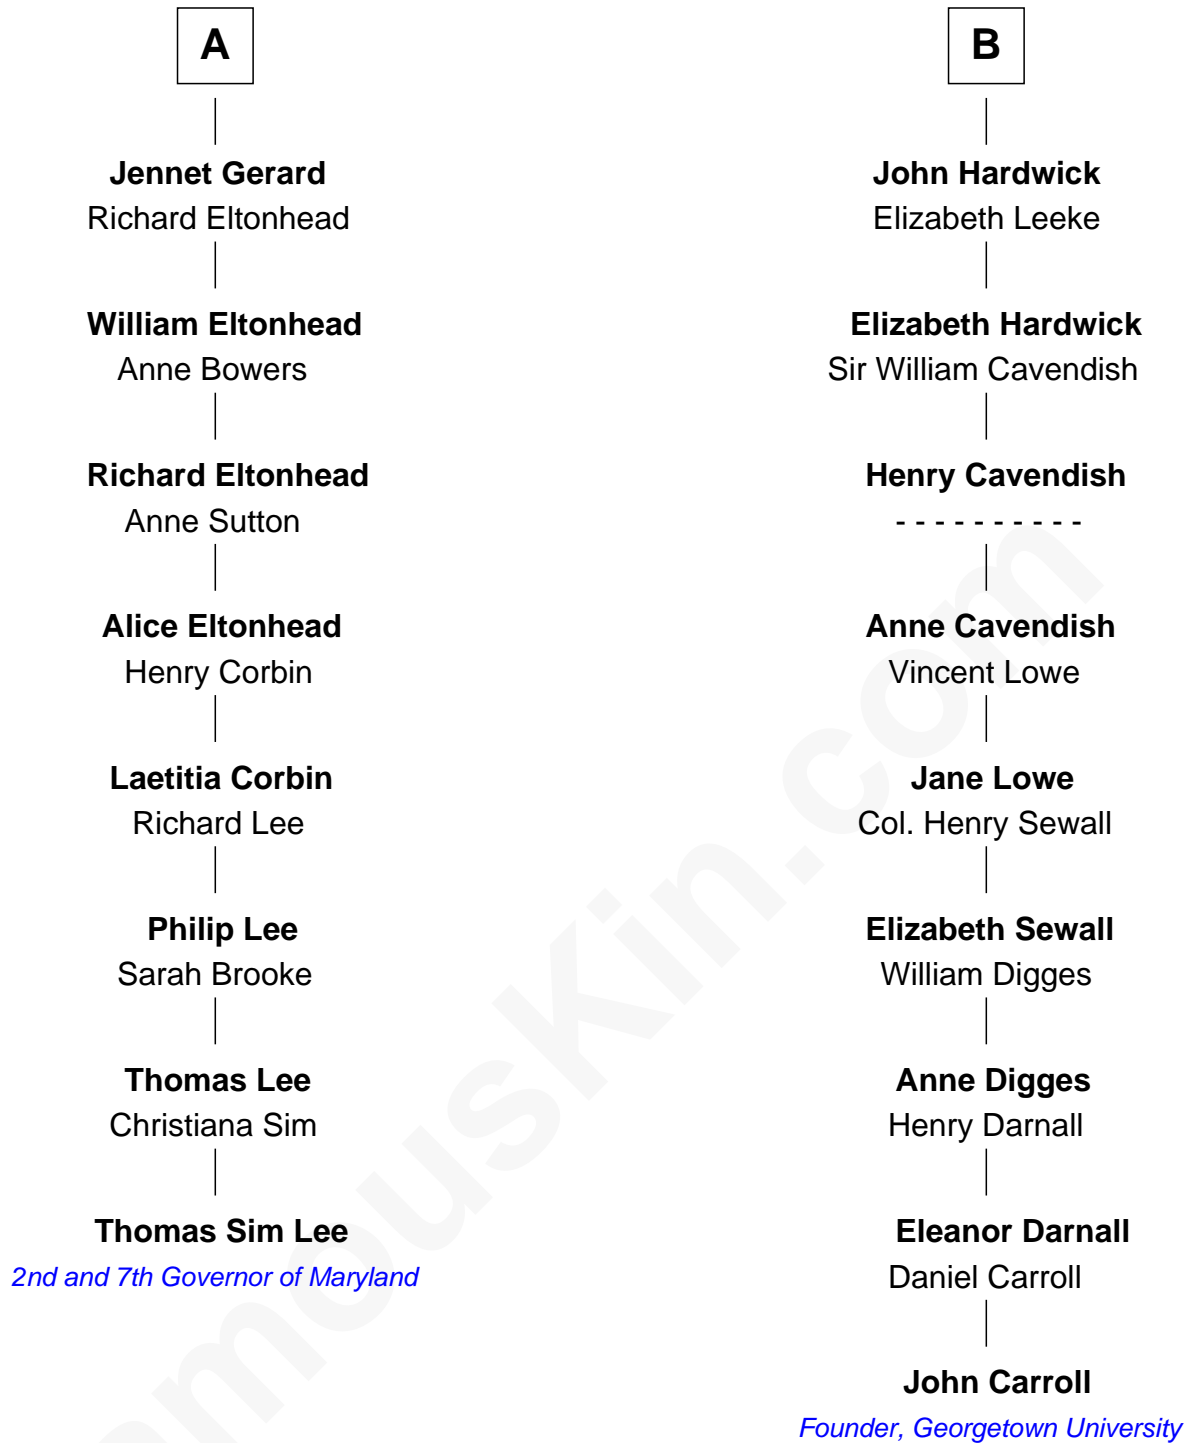 A
Jennet Gerard
Richard Eltonhead
William Eltonhead
Anne Bowers
Richard Eltonhead
Anne Sutton
Alice Eltonhead
Henry Corbin
Laetitia Corbin
Richard Lee
Philip Lee
Sarah Brooke
Thomas Lee
Christiana Sim
Thomas Sim Lee
2nd and 7th Governor of Maryland
B
John Hardwick
Elizabeth Leeke
Elizabeth Hardwick
Sir William Cavendish
Henry Cavendish
- - - - - - - - - -
Anne Cavendish
Vincent Lowe
Jane Lowe
Col. Henry Sewall
Elizabeth Sewall
William Digges
Anne Digges
Henry Darnall
Eleanor Darnall
Daniel Carroll
John Carroll
Founder, Georgetown University
amousKin.com